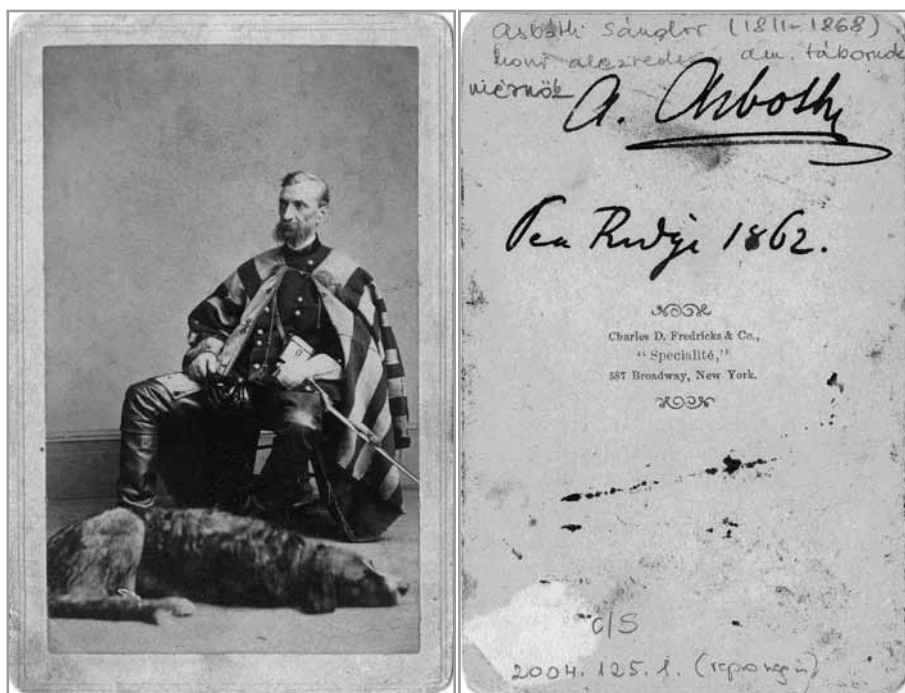 Asbóthi Sándor (1811-1868)
honv alezredes, am. tábornok
mérnök
A. Asboth
Pea Ridge 1862.
Charles D. Fredricks & Co.,
"Specialité,"
587 Broadway, New York.
c/S
2004.125.1.